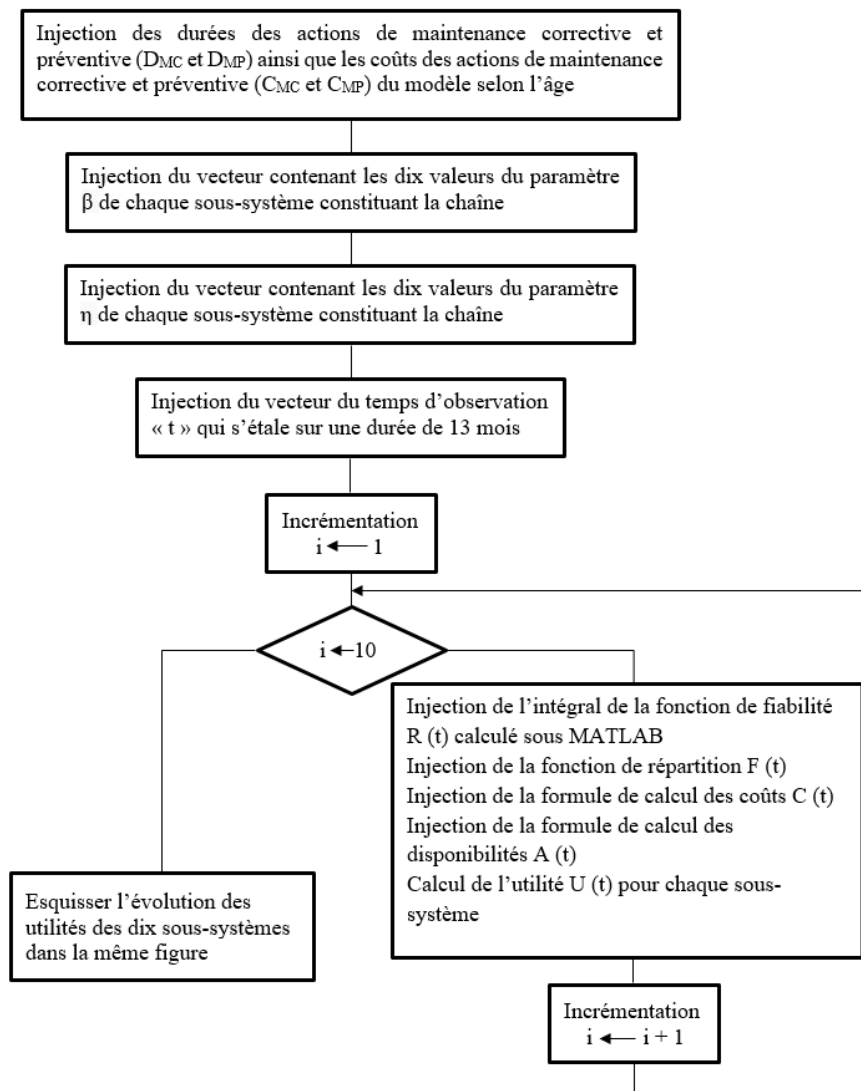 Injection des durées des actions de maintenance corrective et
préventive (DMC et DMP) ainsi que les coûts des actions de maintenance
corrective et préventive (CMC et CMP) du modèle selon l’âge
Injection du vecteur contenant les dix valeurs du paramètre
β de chaque sous-système constituant la chaîne
Injection du vecteur contenant les dix valeurs du paramètre
η de chaque sous-système constituant la chaîne
Injection du vecteur du temps d’observation
« t » qui s’étale sur une durée de 13 mois
Incrémentation
i ← 1
i ←10
Injection de l’intégral de la fonction de fiabilité
R (t) calculé sous MATLAB
Injection de la fonction de répartition F (t)
Injection de la formule de calcul des coûts C (t)
Injection de la formule de calcul des
disponibilités A (t)
Calcul de l’utilité U (t) pour chaque sous-
système
Esquisser l’évolution des
utilités des dix sous-systèmes
dans la même figure
Incrémentation
i ← i + 1